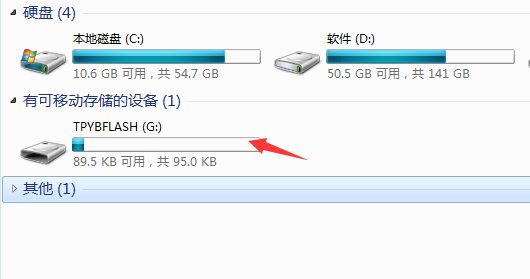 硬盘 (4)
本地磁盘 (C:)
10.6 GB 可用，共 54.7 GB
软件 (D:)
50.5 GB 可用，共 141 GB
有可移动存储的设备 (1)
TPYBFLASH (G:)
89.5 KB 可用，共 95.0 KB
其他 (1)